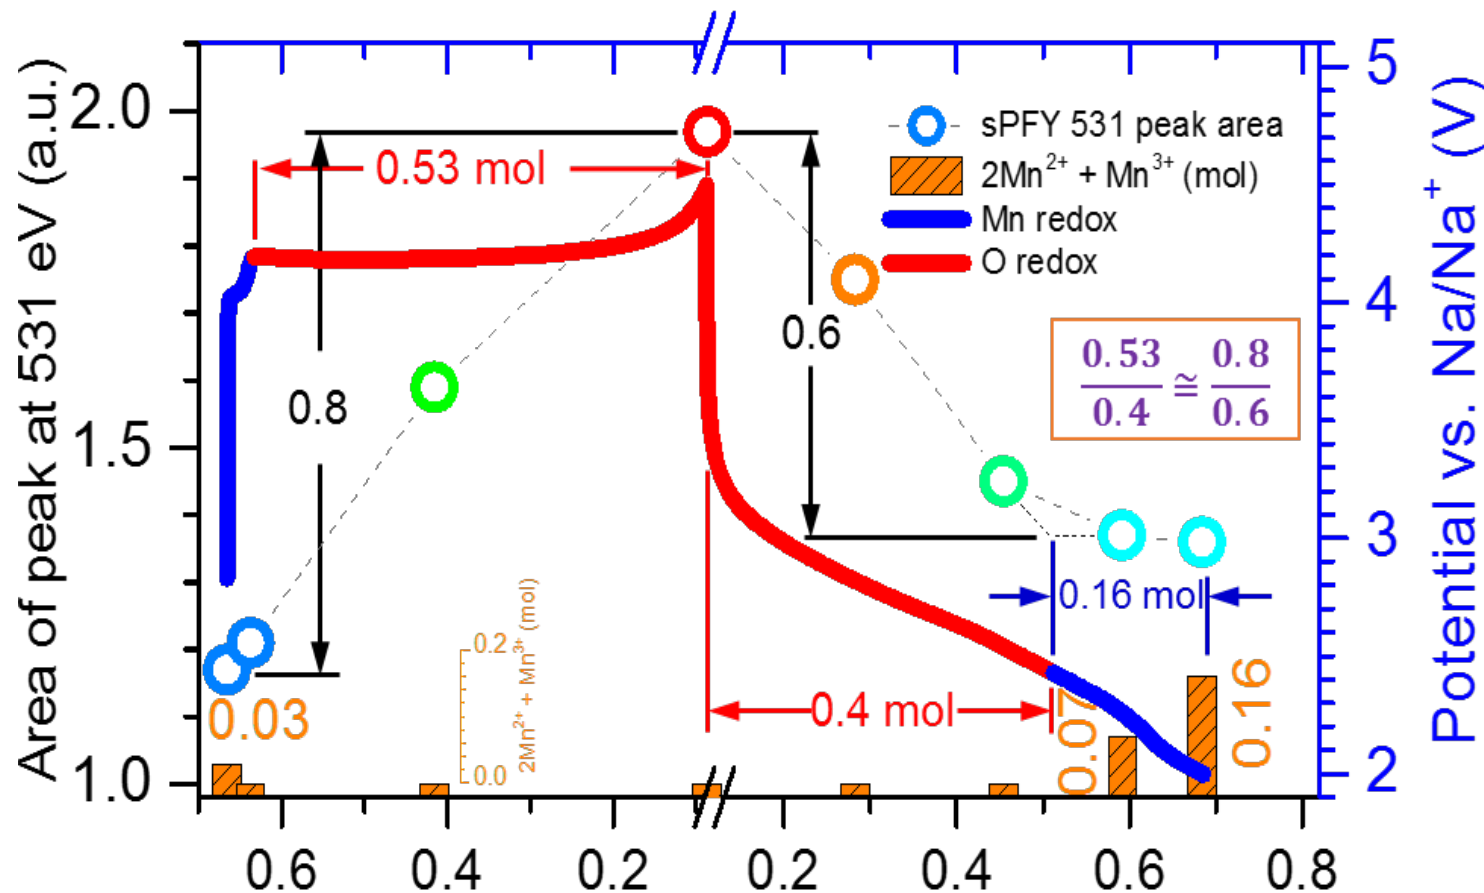 Area of peak at 531 eV (a.u.)
2.0
1.5
1.0
0.53 mol
0.8
0.03
0.2
0.0
2Mn²⁺ + Mn³⁺ (mol)
sPFY 531 peak area
2Mn²⁺ + Mn³⁺ (mol)
Mn redox
O redox
0.6
0.53/0.4 ≅ 0.8/0.6
0.16 mol
0.4 mol
0.07
0.16
5
4
3
2
Potential vs. Na/Na⁺ (V)
0.6 0.4 0.2 0.2 0.4 0.6 0.8